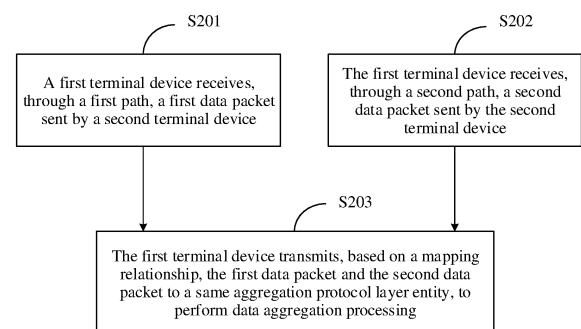 S201
A first terminal device receives,
through a first path, a first data packet
sent by a second terminal device
S202
The first terminal device receives,
through a second path, a second
data packet sent by the second
terminal device
S203
The first terminal device transmits, based on a mapping
relationship, the first data packet and the second data
packet to a same aggregation protocol layer entity, to
perform data aggregation processing